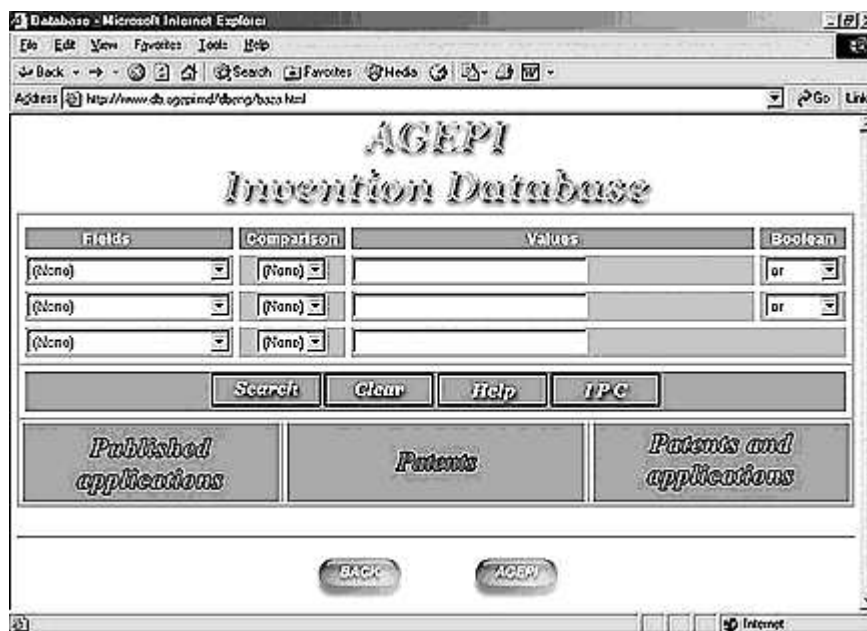 Database - Microsoft Internet Explorer
File Edit View Favorites Tools Help
Back Search Favorites Media
Address http://www.db.agepi.md/dbeng/baza.html Go Link
AGEPI
Invention Database
Fields Comparison Values Boolean
(None) (None) or
(None) (None) or
(None) (None)
Search Clear Help IPC
Published applications
Patents
Patents and applications
BACK AGEPI
Internet